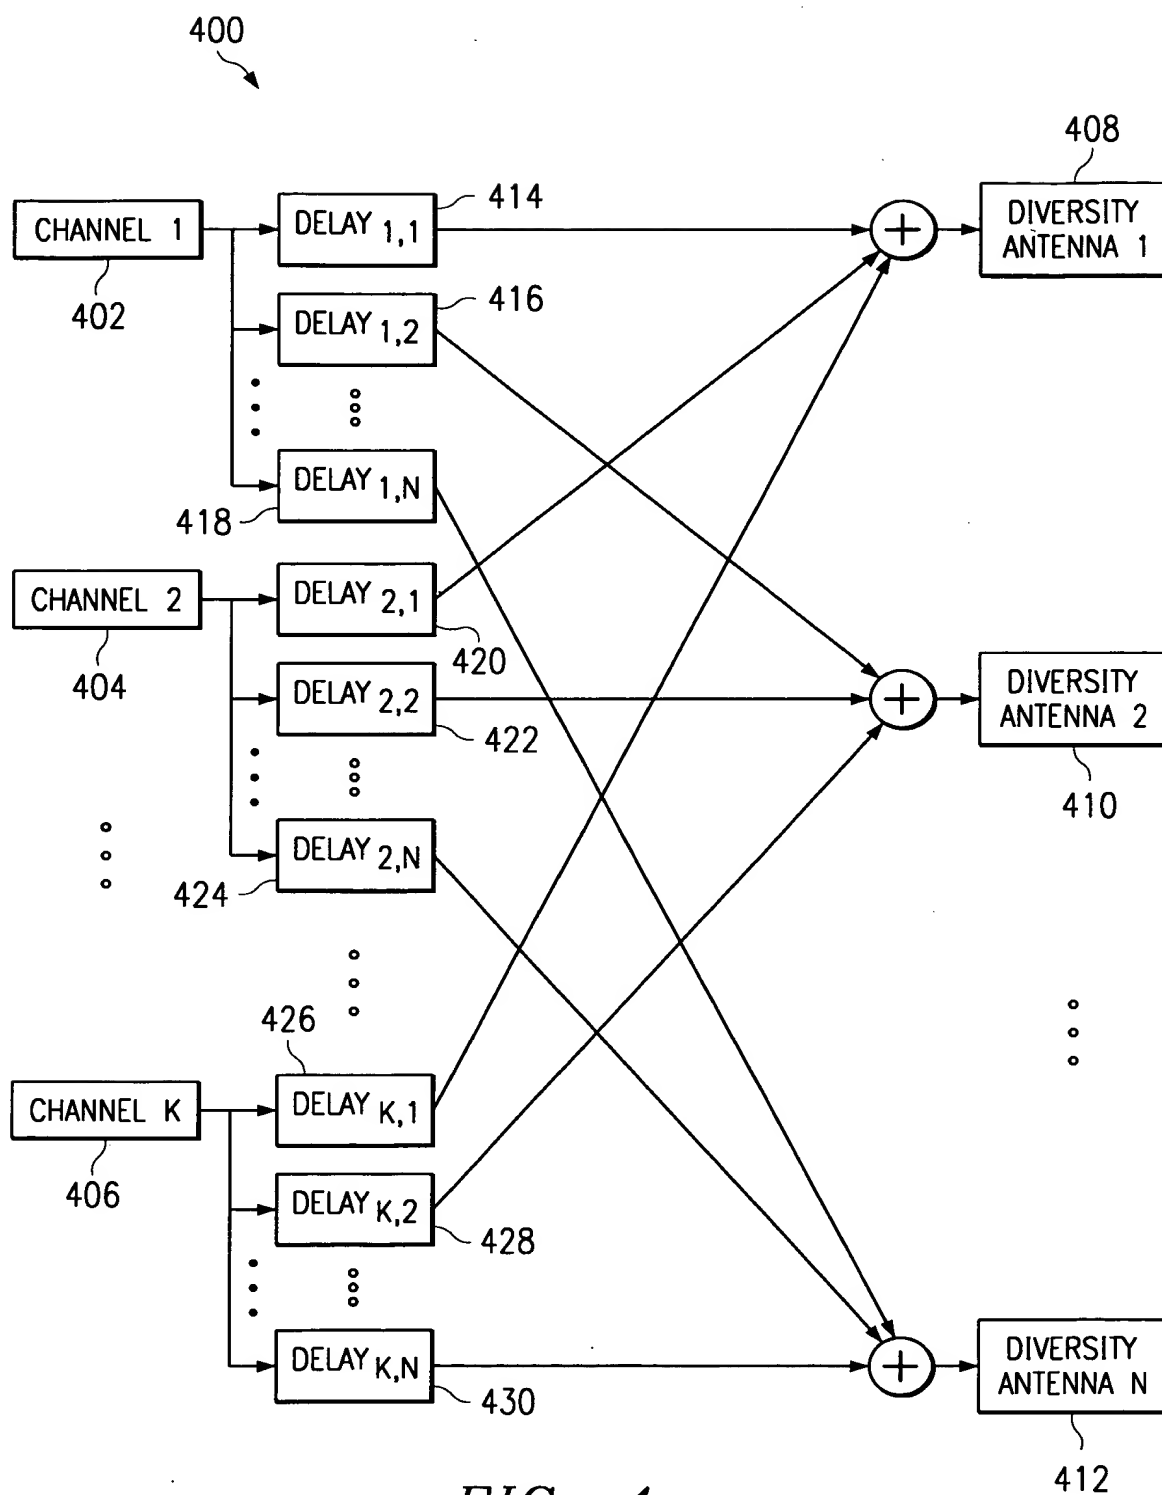 400
408
CHANNEL 1
DELAY 1,1
414
DIVERSITY
ANTENNA 1
402
DELAY 1,2
416
DELAY 1,N
418
CHANNEL 2
DELAY 2,1
420
404
DELAY 2,2
422
DIVERSITY
ANTENNA 2
410
DELAY 2,N
424
426
CHANNEL K
DELAY K,1
406
DELAY K,2
428
DELAY K,N
430
DIVERSITY
ANTENNA N
412
FIG. 4